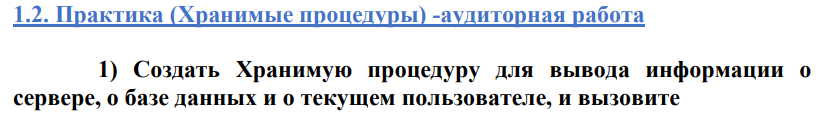 1.2. Практика (Хранимые процедуры) -аудиторная работа
1) Создать Хранимую процедуру для вывода информации о
сервере, о базе данных и о текущем пользователе, и вызовите